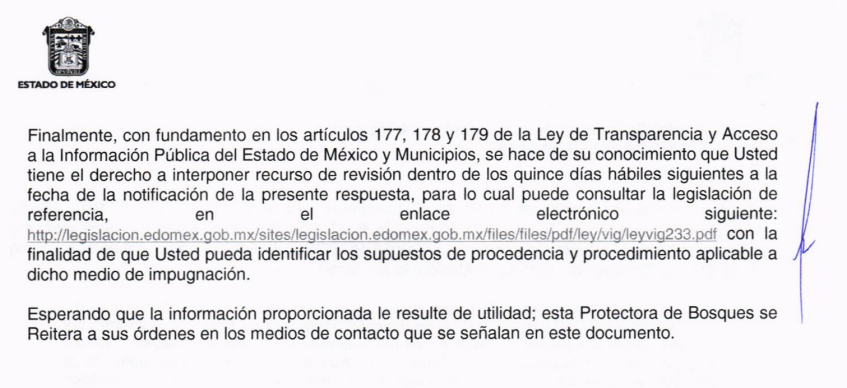 ESTADO DE MÉXICO
Finalmente, con fundamento en los artículos 177, 178 y 179 de la Ley de Transparencia y Acceso
a la Información Pública del Estado de México y Municipios, se hace de su conocimiento que Usted
tiene el derecho a interponer recurso de revisión dentro de los quince días hábiles siguientes a la
fecha de la notificación de la presente respuesta, para lo cual puede consultar la legislación de
referencia, en el enlace electrónico siguiente:
http://legislacion.edomex.gob.mx/sites/legislacion.edomex.gob.mx/files/files/pdf/ley/vig/leyvig233.pdf con la
finalidad de que Usted pueda identificar los supuestos de procedencia y procedimiento aplicable a
dicho medio de impugnación.
Esperando que la información proporcionada le resulte de utilidad; esta Protectora de Bosques se
Reitera a sus órdenes en los medios de contacto que se señalan en este documento.